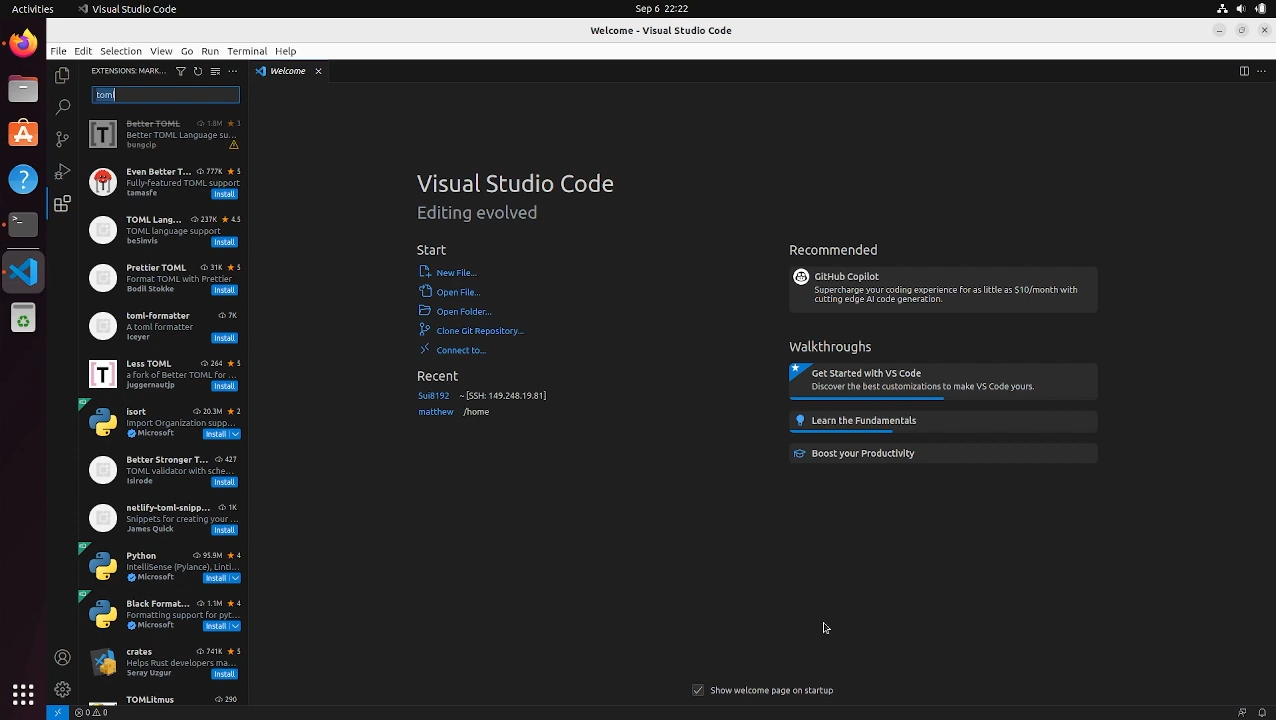 Activities
Visual Studio Code
Sep 6 22:22
Welcome - Visual Studio Code
File Edit Selection View Go Run Terminal Help
EXTENSIONS: MARK...
Welcome
toml
Better TOML 1.8M 3
Better TOML Language su...
bungcip
Even Better T... 777K 5
Fully-featured TOML support
tamasfe Install
TOML Lang... 237K 4.5
TOML language support
be5invis Install
Prettier TOML 31K 5
Format TOML with Prettier
Bodil Stokke Install
toml-formatter 7K
A toml formatter
Iceyer Install
Less TOML 264 5
a fork of Better TOML for ...
juggernautjp Install
isort 20.3M 2
Import Organization supp...
Microsoft Install
Better Stronger T... 427
TOML validator with sche...
Isirode Install
netlify-toml-snipp... 1K
Snippets for creating your ...
James Quick Install
Python 95.9M 4
IntelliSense (Pylance), Linti...
Microsoft Install
Black Format... 1.1M 4
Formatting support for pyt...
Microsoft Install
crates 741K 5
Helps Rust developers ma...
Seray Uzgur Install
TOMLitmus 290
Visual Studio Code
Editing evolved
Start
New File...
Open File...
Open Folder...
Clone Git Repository...
Connect to...
Recent
Sui8192 ~ [SSH: 149.248.19.81]
matthew /home
Recommended
GitHub Copilot
Supercharge your coding experience for as little as $10/month with
cutting edge AI code generation.
Walkthroughs
Get Started with VS Code
Discover the best customizations to make VS Code yours.
Learn the Fundamentals
Boost your Productivity
Show welcome page on startup
0 0